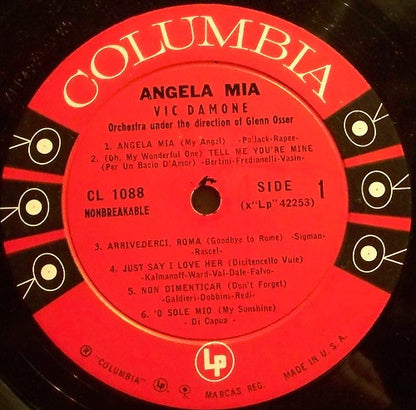 COLUMBIA
ANGELA MIA
VIC DAMONE
Orchestra under the direction of Glenn Osser
1. ANGELA MIA (My Angel) -Pollack-Rapee-
2. (Oh, My Wonderful One) TELL ME YOU'RE MINE
(Per Un Bacio D'Amor) -Bertini-Fredianelli-Vasin-
CL 1088
NONBREAKABLE
SIDE 1
(x"Lp" 42253)
3. ARRIVEDERCI, ROMA (Goodbye to Rome) -Sigman-
-Rascel-
4. JUST SAY I LOVE HER (Dicitencello Vuie)
-Kalmanoff-Ward-Val-Dale-Falvo-
5. NON DIMENTICAR (Don't Forget)
-Galdieri-Dobbins-Redi-
6. 'O SOLE MIO (My Sunshine)
- Di Capua -
Lp
® "COLUMBIA" MARCAS REG. MADE IN U. S. A.